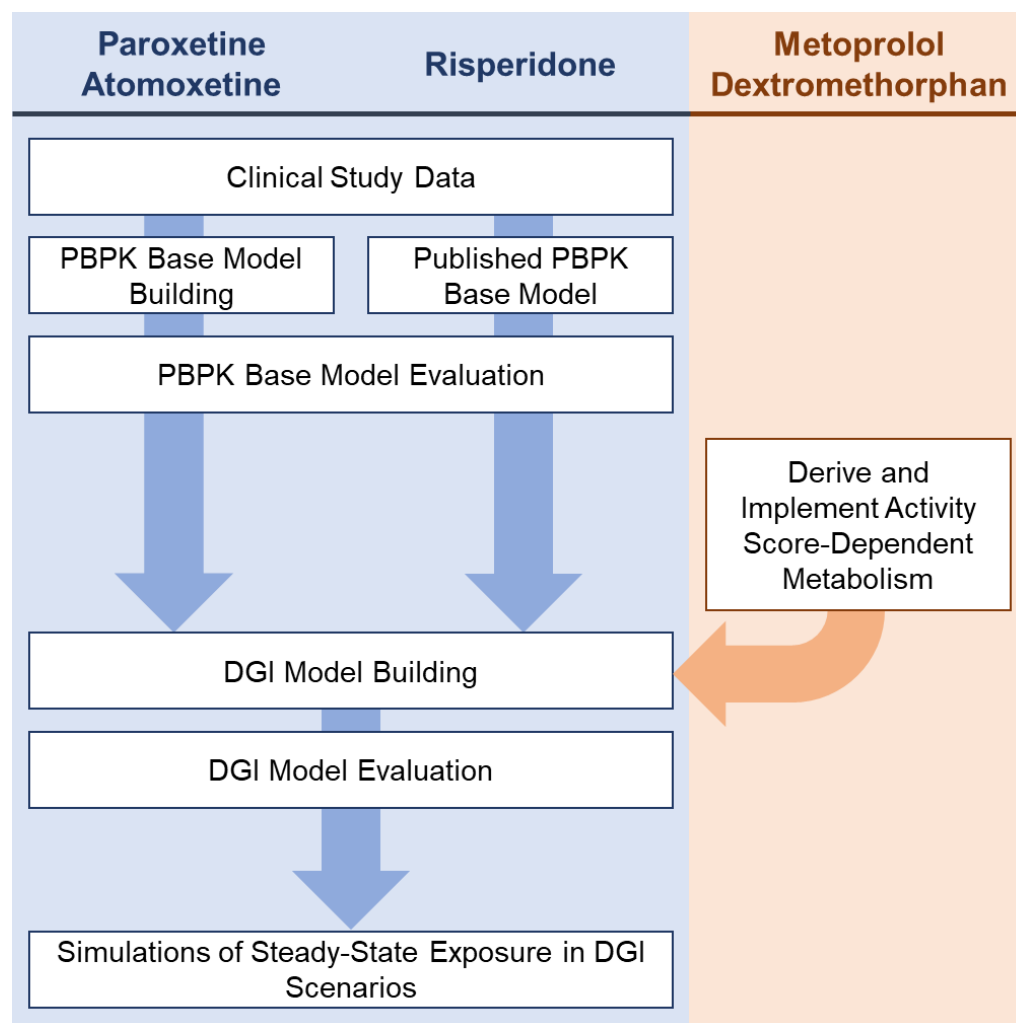 Paroxetine
Atomoxetine
Risperidone
Metoprolol
Dextromethorphan
Clinical Study Data
PBPK Base Model
Building
Published PBPK
Base Model
PBPK Base Model Evaluation
Derive and
Implement Activity
Score-Dependent
Metabolism
DGI Model Building
DGI Model Evaluation
Simulations of Steady-State Exposure in DGI
Scenarios